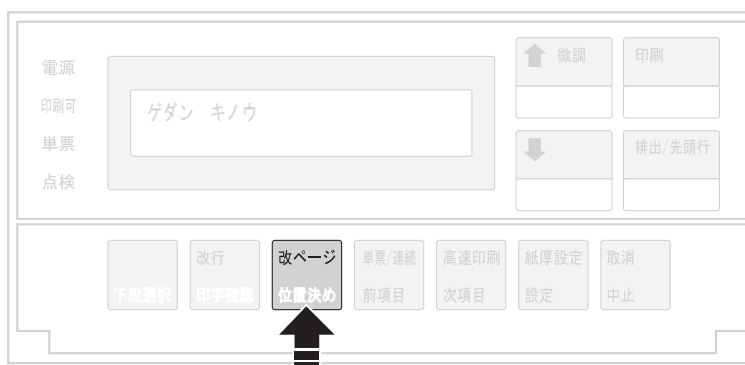 電源
印刷可
単票
点検
ゲダン キノウ
微調
印刷
排出/先頭行
下段選択
改行
印字確認
改ページ
位置決め
単票/連続
前項目
高速印刷
次項目
紙厚設定
設定
取消
中止